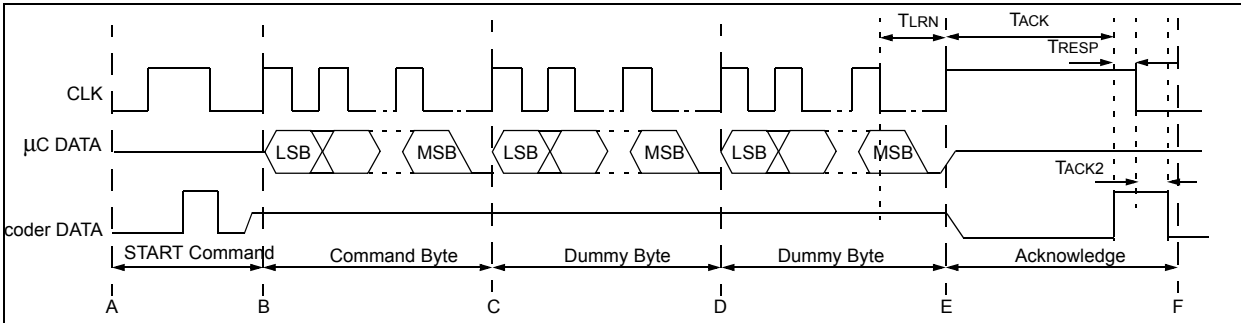 TLRN
TACK
TRESP
CLK
µC DATA
LSB
MSB
LSB
MSB
LSB
MSB
TACK2
coder DATA
START Command
Command Byte
Dummy Byte
Dummy Byte
Acknowledge
A
B
C
D
E
F